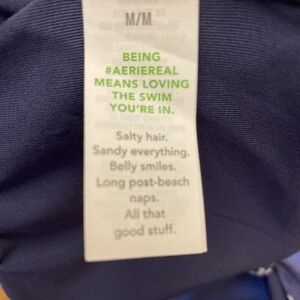 M/M
BEING
#AERIEREAL
MEANS LOVING
THE SWIM
YOU'RE IN.
Salty hair.
Sandy everything.
Belly smiles.
Long post-beach
naps.
All that
good stuff.